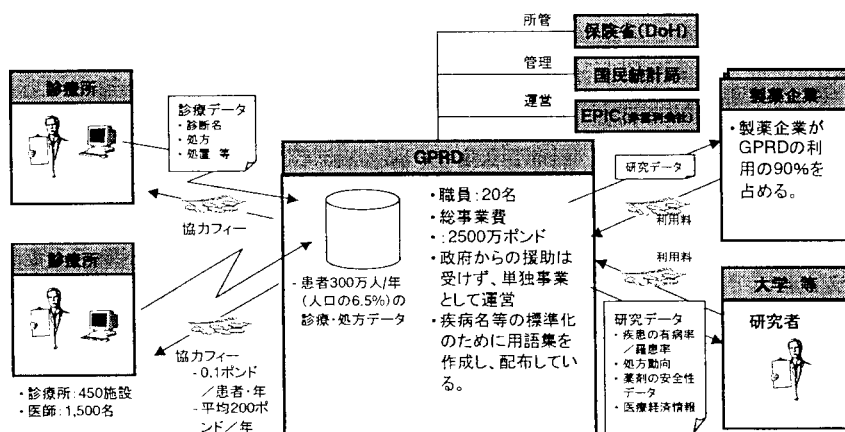 所管
保険省(DoH)
管理
国民統計局
運営
EPIC(非営利会社)
診療所
診療データ
・診断名
・処方
・処置 等
協力フィー
診療所
・診療所:450施設
・医師:1,500名
協力フィー
- 0.1ポンド
/患者・年
- 平均200ポ
ンド/年
GPRD
- 患者300万人/年
(人口の6.5%)の
診療・処方データ
・職員:20名
・総事業費
・:2500万ポンド
・政府からの援助は
受けず、単独事業
として運営
・疾病名等の標準化
のために用語集を
作成し、配布してい
る。
研究データ
利用料
製薬企業
・製薬企業が
GPRDの利
用の90%を
占める。
利用料
研究データ
・疾患の有病率
/羅患率
・処方動向
・薬剤の安全性
データ
・医療経済情報
大学 等
研究者